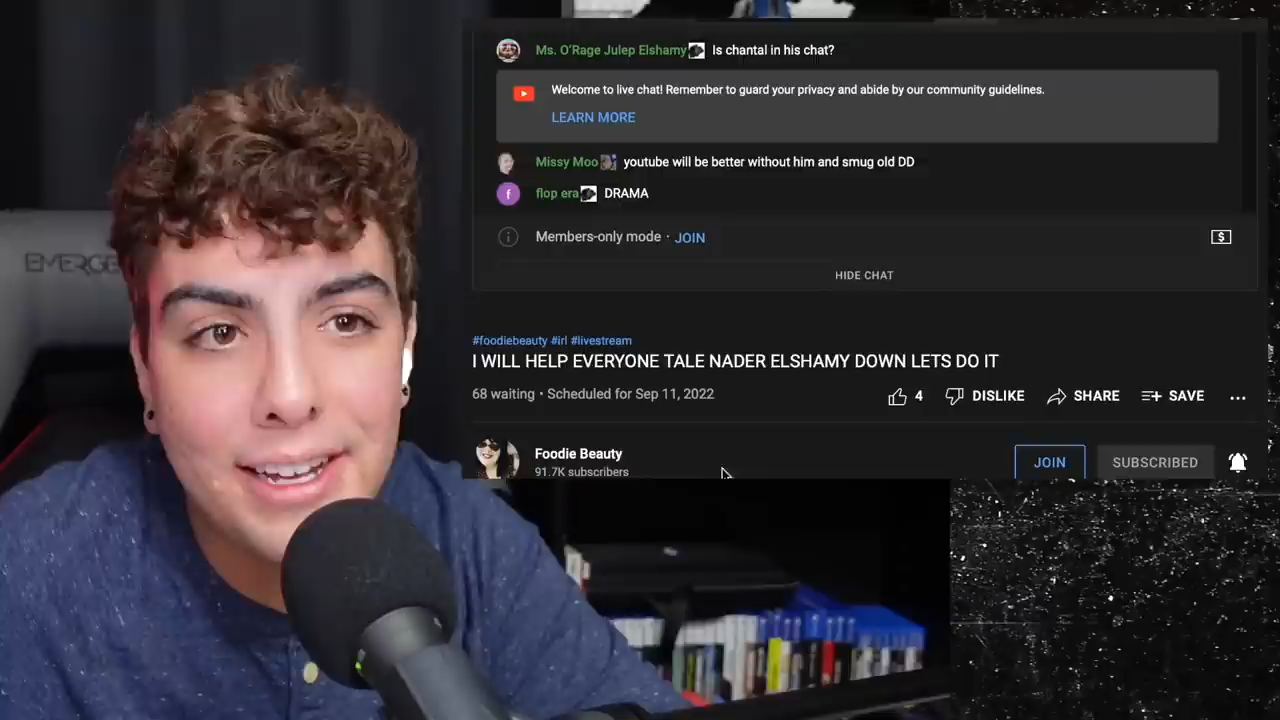 Ms. O'Rage Julep Elshamy Is chantal in his chat?
Welcome to live chat! Remember to guard your privacy and abide by our community guidelines.
LEARN MORE
Missy Moo youtube will be better without him and smug old DD
f flop era DRAMA
Members-only mode · JOIN
$
HIDE CHAT
#foodiebeauty #irl #livestream
I WILL HELP EVERYONE TALE NADER ELSHAMY DOWN LETS DO IT
68 waiting • Scheduled for Sep 11, 2022
4 DISLIKE SHARE SAVE
Foodie Beauty
91.7K subscribers
JOIN SUBSCRIBED
EMERGE